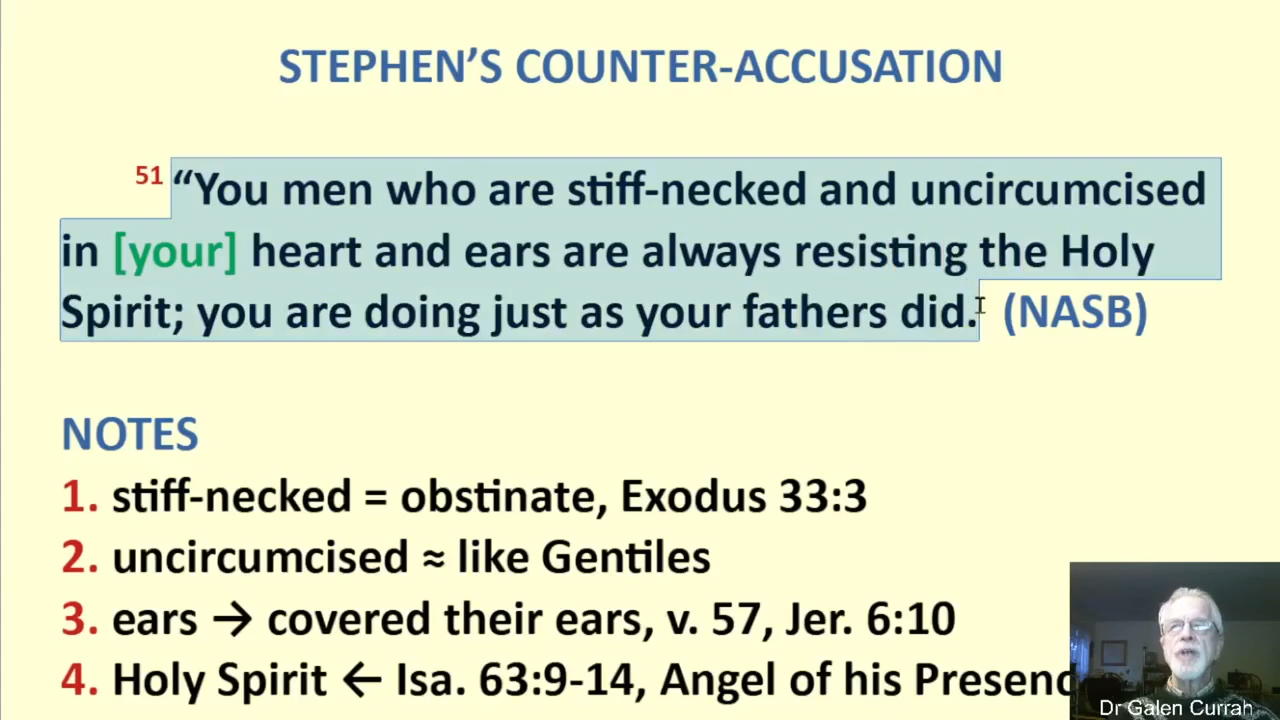 STEPHEN’S COUNTER-ACCUSATION
51 “You men who are stiff-necked and uncircumcised
in [your] heart and ears are always resisting the Holy
Spirit; you are doing just as your fathers did. (NASB)
NOTES
1. stiff-necked = obstinate, Exodus 33:3
2. uncircumcised ≈ like Gentiles
3. ears → covered their ears, v. 57, Jer. 6:10
4. Holy Spirit ← Isa. 63:9-14, Angel of his Presenc
Dr Galen Currah